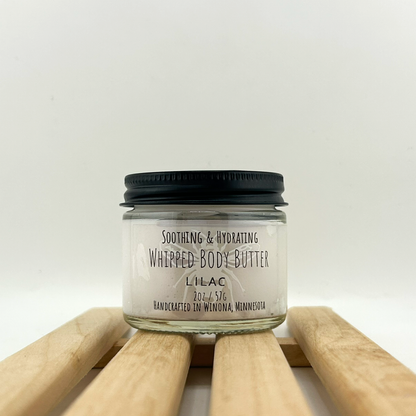 Soothing & Hydrating
Whipped Body Butter
LILAC
2oz / 57g
Handcrafted in Winona, Minnesota